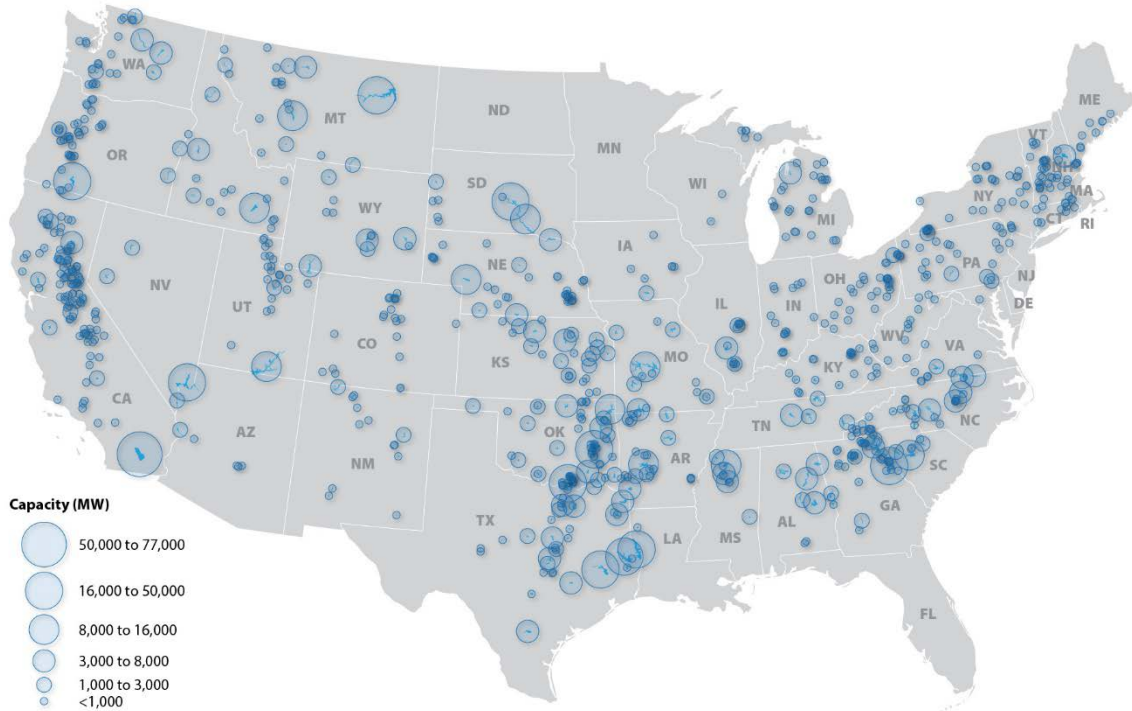 WA
ME
MT
ND
VT
NH
OR
MN
SD
WI
NY
MA
CT
RI
MI
WY
IA
PA
NE
NJ
OH
NV
IL
IN
DE
UT
WV
CO
VA
KS
MO
KY
CA
NC
TN
OK
AZ
AR
NM
SC
GA
TX
MS
AL
LA
FL
Capacity (MW)
50,000 to 77,000
16,000 to 50,000
8,000 to 16,000
3,000 to 8,000
1,000 to 3,000
<1,000